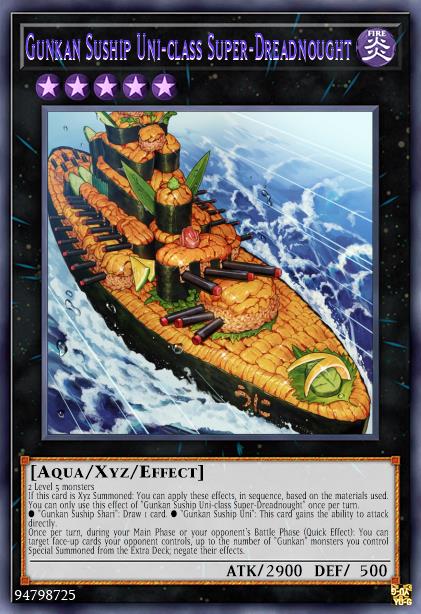 Gunkan Suship Uni-class Super-Dreadnought
FIRE
炎
[Aqua/Xyz/Effect]
2 Level 5 monsters
If this card is Xyz Summoned: You can apply these effects, in sequence, based on the materials used.
You can only use this effect of "Gunkan Suship Uni-class Super-Dreadnought" once per turn.
● "Gunkan Suship Shari": Draw 1 card. ● "Gunkan Suship Uni": This card gains the ability to attack
directly.
Once per turn, during your Main Phase or your opponent's Battle Phase (Quick Effect): You can
target face-up cards your opponent controls, up to the number of "Gunkan" monsters you control
Special Summoned from the Extra Deck; negate their effects.
ATK/2900 DEF/ 500
94798725